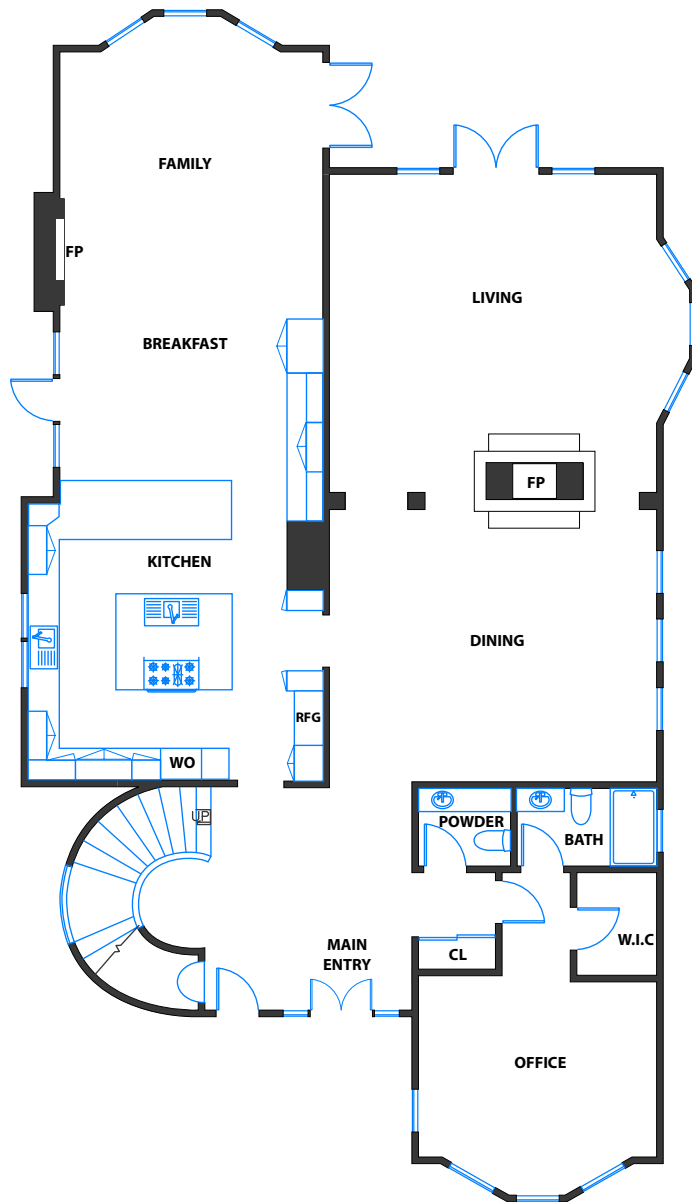 FAMILY
FP
LIVING
BREAKFAST
FP
KITCHEN
DINING
RFG
WO
UP
POWDER
BATH
MAIN
ENTRY
CL
W.I.C
OFFICE